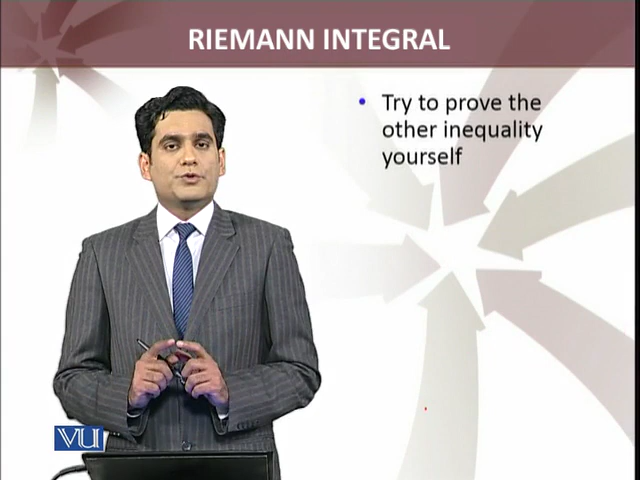 RIEMANN INTEGRAL
• Try to prove the
other inequality
yourself
VU